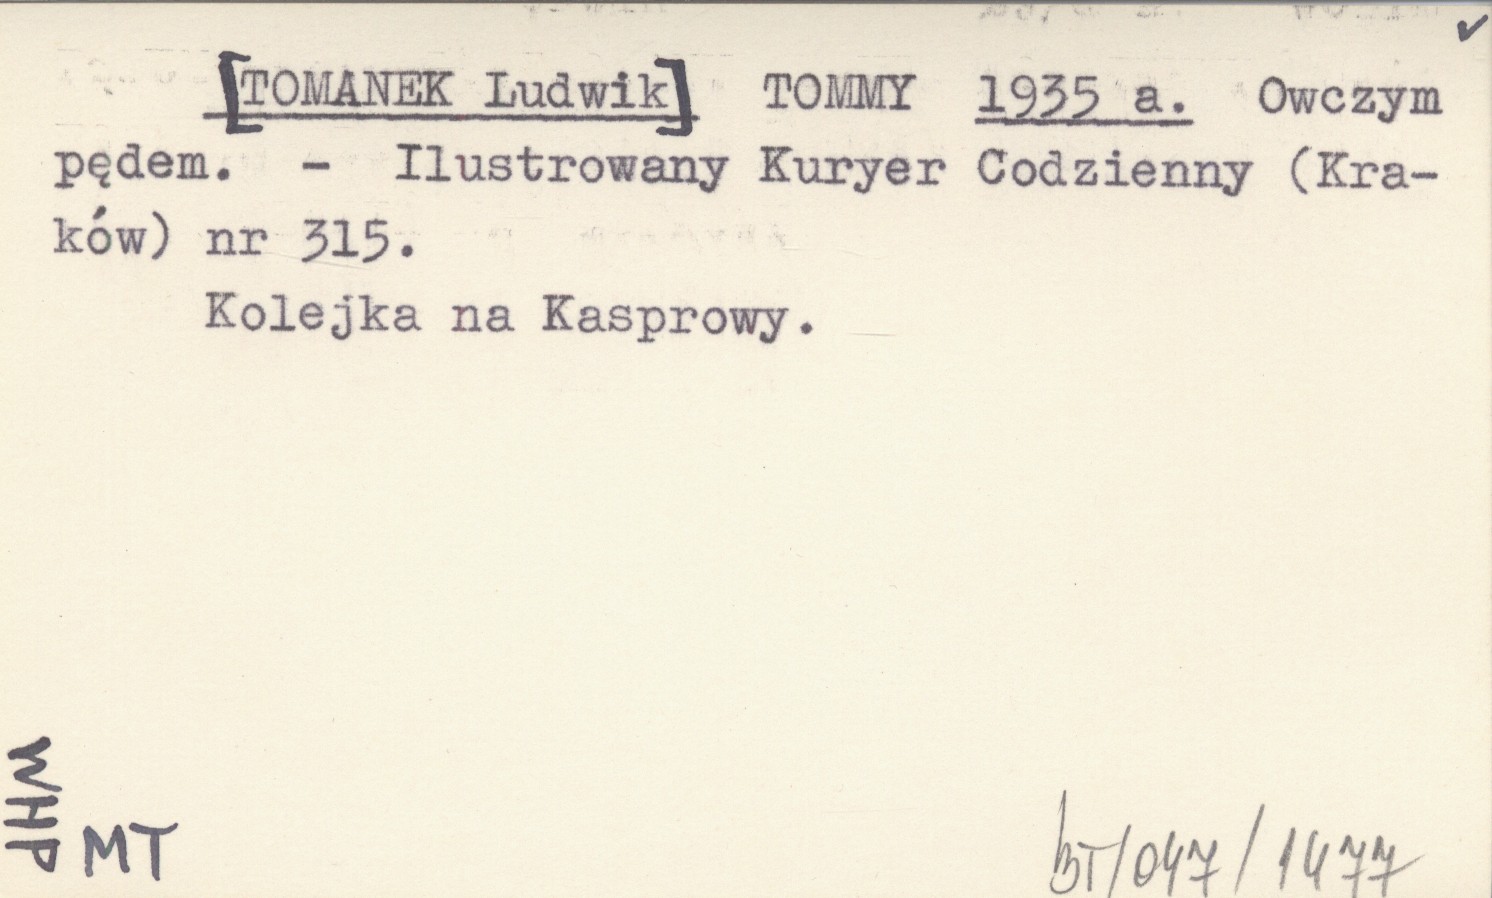 [TOMANEK Ludwik] TOMMY 1935 a. Owczym
pędem. - Ilustrowany Kuryer Codzienny (Kra-
ków) nr 315.
Kolejka na Kasprowy.
WHP
MT
BT/047/1477